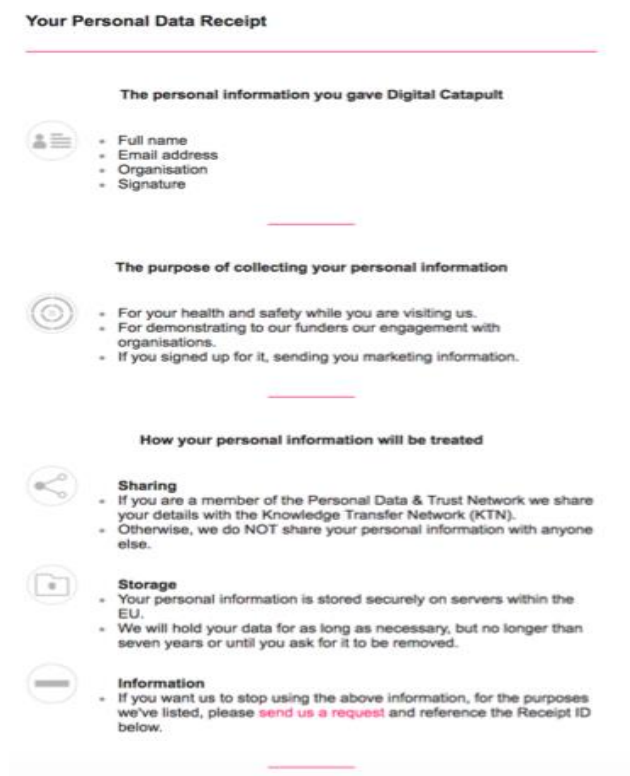 Your Personal Data Receipt
The personal information you gave Digital Catapult
Full name
Email address
Organisation
Signature
The purpose of collecting your personal information
For your health and safety while you are visiting us.
For demonstrating to our funders our engagement with
organisations.
If you signed up for it, sending you marketing information.
How your personal information will be treated
Sharing
If you are a member of the Personal Data & Trust Network we share
your details with the Knowledge Transfer Network (KTN).
Otherwise, we do NOT share your personal information with anyone
else.
Storage
Your personal information is stored securely on servers within the
EU.
We will hold your data for as long as necessary, but no longer than
seven years or until you ask for it to be removed.
Information
If you want us to stop using the above information, for the purposes
we've listed, please send us a request and reference the Receipt ID
below.